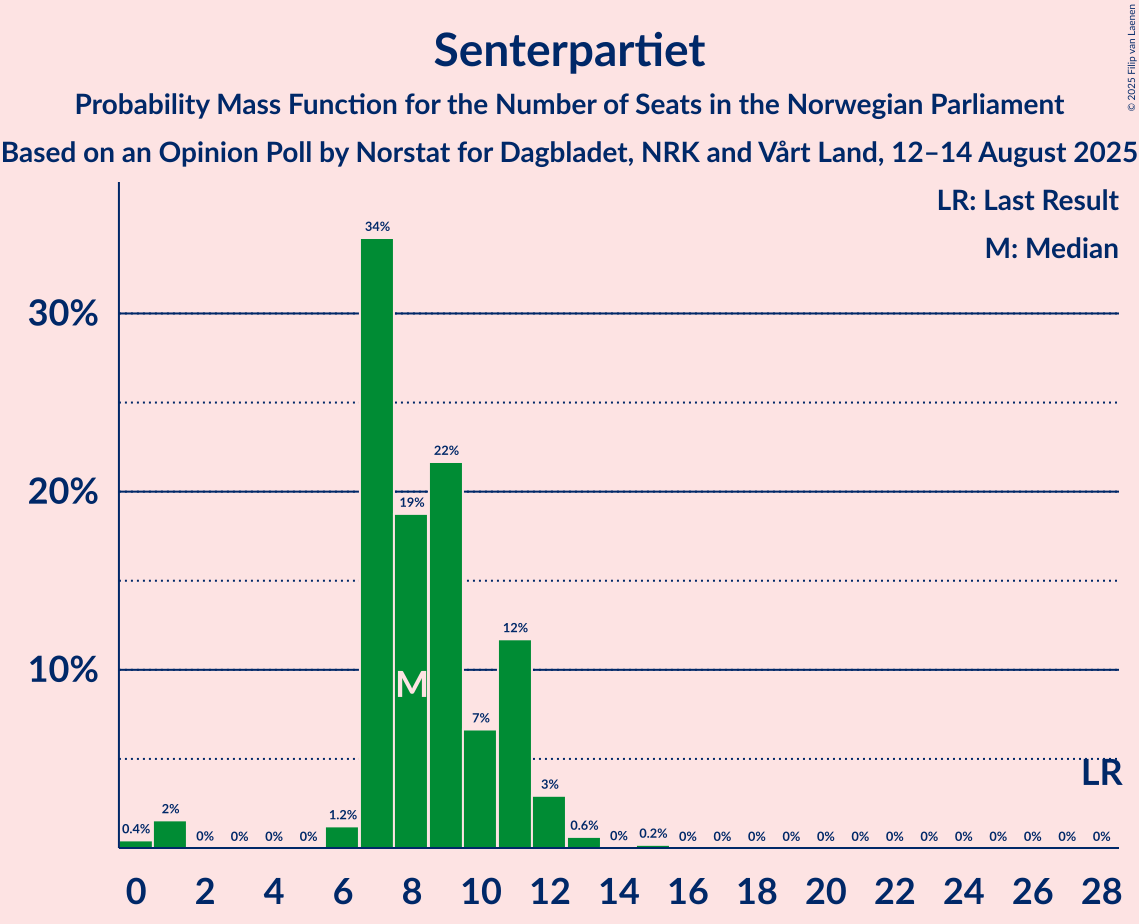 Senterpartiet
Probability Mass Function for the Number of Seats in the Norwegian Parliament
Based on an Opinion Poll by Norstat for Dagbladet, NRK and Vårt Land, 12–14 August 2025
© 2025 Filip van Laenen
LR: Last Result
M: Median
30%
20%
10%
0.4% 2% 0% 0% 0% 0% 1.2% 34% 19% 22% 7% 12% 3% 0.6% 0% 0.2% 0% 0% 0% 0% 0% 0% 0% 0% 0% 0% 0% 0% 0%
M
LR
0 2 4 6 8 10 12 14 16 18 20 22 24 26 28